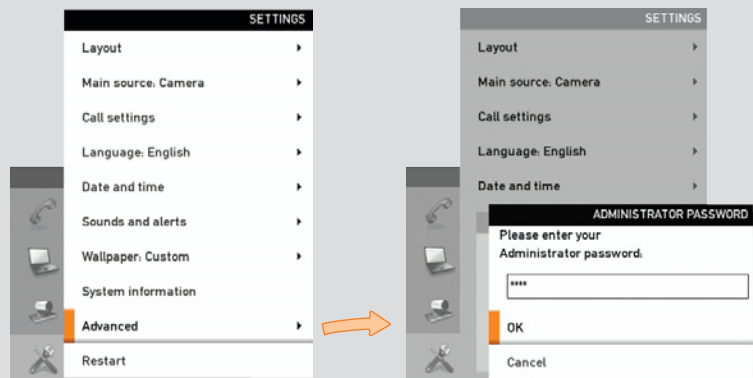 SETTINGS
Layout
Main source: Camera
Call settings
Language: English
Date and time
Sounds and alerts
Wallpaper: Custom
System information
Advanced
Restart
SETTINGS
Layout
Main source: Camera
Call settings
Language: English
Date and time
ADMINISTRATOR PASSWORD
Please enter your
Administrator password:
****
OK
Cancel